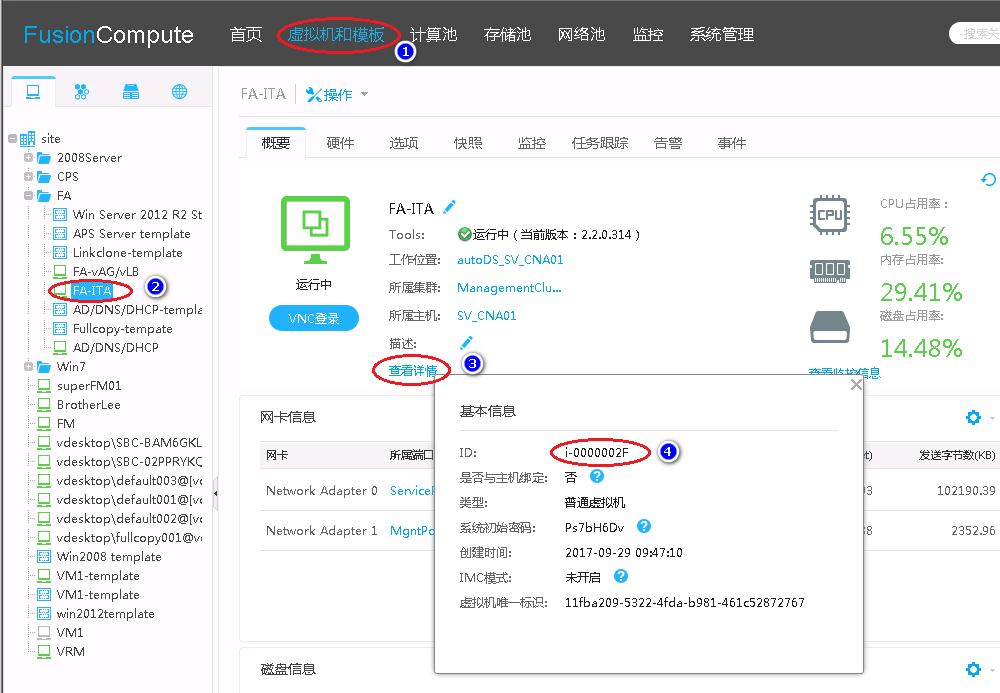 FusionCompute
首页
虚拟机和模板
计算池
存储池
网络池
监控
系统管理
搜索关
1
site
2008Server
CPS
FA
Win Server 2012 R2 St
APS Server template
Linkclone-template
FA-vAG/vLB
FA-ITA
2
AD/DNS/DHCP-templa
Fullcopy-tempate
AD/DNS/DHCP
Win7
superFM01
BrotherLee
FM
vdesktop\SBC-BAM6GKL
vdesktop\SBC-02PPRYKQ
vdesktop\default003@[vd
vdesktop\default001@[vd
vdesktop\default002@[vd
vdesktop\fullcopy001@vd
Win2008 template
VM1-template
VM1-template
win2012template
VM1
VRM
FA-ITA
操作
概要
硬件
选项
快照
监控
任务跟踪
告警
事件
运行中
VNC登录
FA-ITA
Tools: 运行中 ( 当前版本：2.2.0.314 )
工作位置: autoDS_SV_CNA01
所属集群: ManagementClu...
所属主机: SV_CNA01
描述:
查看详情
3
CPU
CPU占用率：
6.55%
内存占用率：
29.41%
磁盘占用率：
14.48%
查看监控信息
网卡信息
网卡 所属端口 发送字节数(KB)
Network Adapter 0 102190.39
Network Adapter 1 MgntPo 2352.96
基本信息
ID: i-0000002F
4
是否与主机绑定: 否 ?
类型: 普通虚拟机
系统初始密码: Ps7bH6Dv ?
创建时间: 2017-09-29 09:47:10
IMC模式: 未开启 ?
虚拟机唯一标识: 11fba209-5322-4fda-b981-461c52872767
磁盘信息